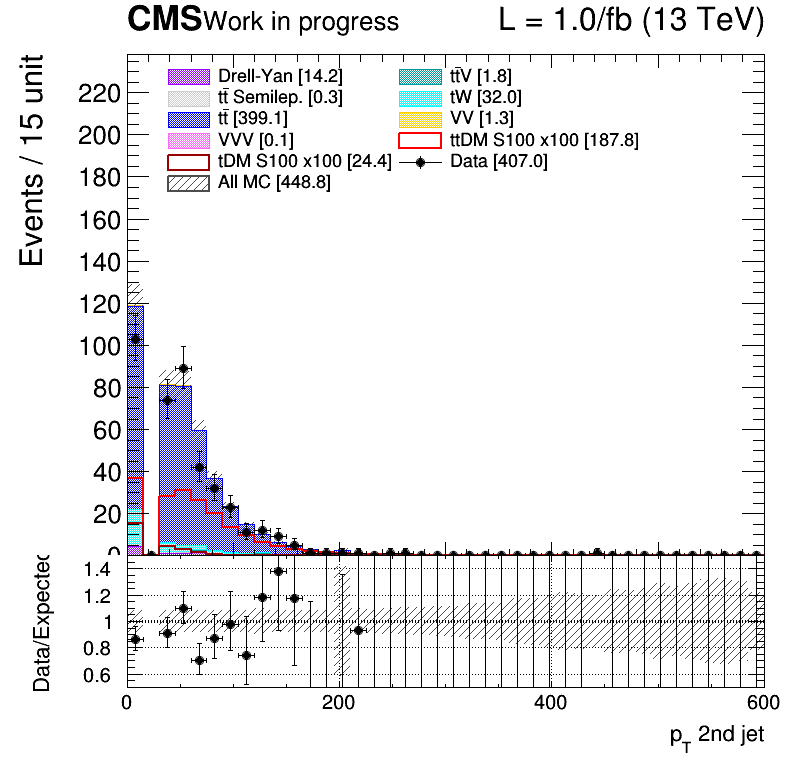 CMS Work in progress L = 1.0/fb (13 TeV)
Drell-Yan [14.2] tt̄V [1.8]
tt̄ Semilep. [0.3] tW [32.0]
tt̄ [399.1] VV [1.3]
VVV [0.1] ttDM S100 x100 [187.8]
tDM S100 x100 [24.4] Data [407.0]
All MC [448.8]
Events / 15 unit
220
200
180
160
140
120
100
80
60
40
20
0
Data/Expected
1.4
1.2
1
0.8
0.6
0 200 400 600
p_T 2nd jet